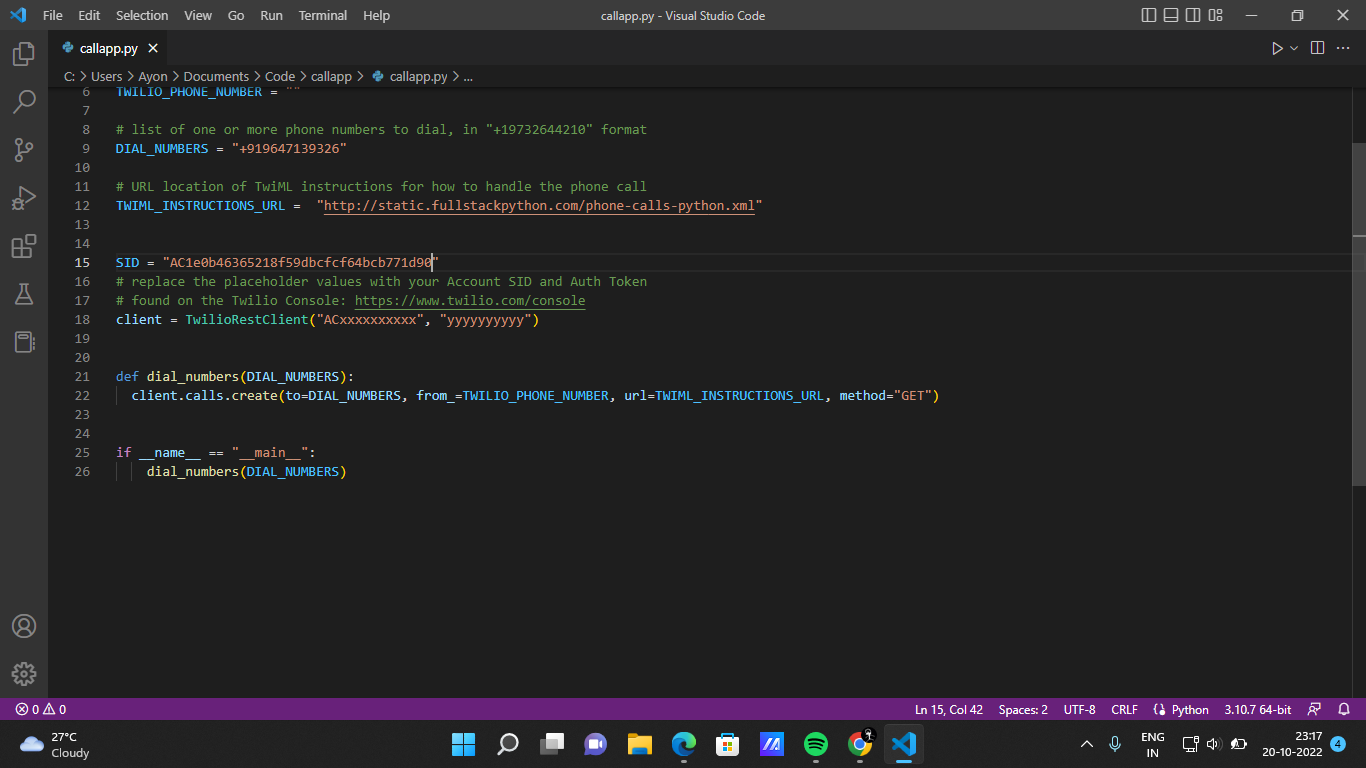 File Edit Selection View Go Run Terminal Help callapp.py - Visual Studio Code
callapp.py
C: > Users > Ayon > Documents > Code > callapp > callapp.py > ...
6 TWILIO_PHONE_NUMBER = ""
7
8 # list of one or more phone numbers to dial, in "+19732644210" format
9 DIAL_NUMBERS = "+919647139326"
10
11 # URL location of TwiML instructions for how to handle the phone call
12 TWIML_INSTRUCTIONS_URL =  "http://static.fullstackpython.com/phone-calls-python.xml"
13
14
15 SID = "AC1e0b46365218f59dbcfcf64bcb771d90"
16 # replace the placeholder values with your Account SID and Auth Token
17 # found on the Twilio Console: https://www.twilio.com/console
18 client = TwilioRestClient("ACxxxxxxxxxx", "yyyyyyyyyy")
19
20
21 def dial_numbers(DIAL_NUMBERS):
22   client.calls.create(to=DIAL_NUMBERS, from_=TWILIO_PHONE_NUMBER, url=TWIML_INSTRUCTIONS_URL, method="GET")
23
24
25 if __name__ == "__main__":
26     dial_numbers(DIAL_NUMBERS)
0 0 Ln 15, Col 42 Spaces: 2 UTF-8 CRLF Python 3.10.7 64-bit
27°C
Cloudy
ENG
IN
23:17
20-10-2022
4